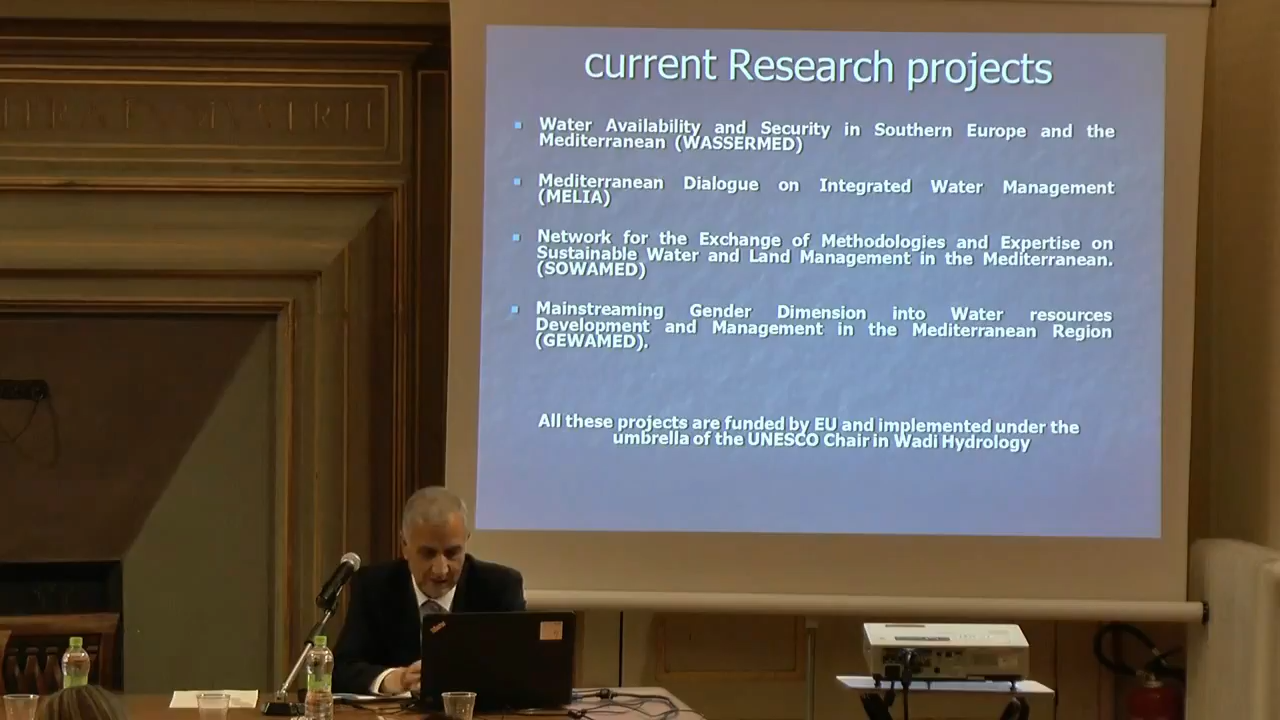 current Research projects
Water Availability and Security in Southern Europe and the
Mediterranean (WASSERMED)
Mediterranean Dialogue on Integrated Water Management
(MELIA)
Network for the Exchange of Methodologies and Expertise on
Sustainable Water and Land Management in the Mediterranean.
(SOWAMED)
Mainstreaming Gender Dimension into Water resources
Development and Management in the Mediterranean Region
(GEWAMED).
All these projects are funded by EU and implemented under the
umbrella of the UNESCO Chair in Wadi Hydrology